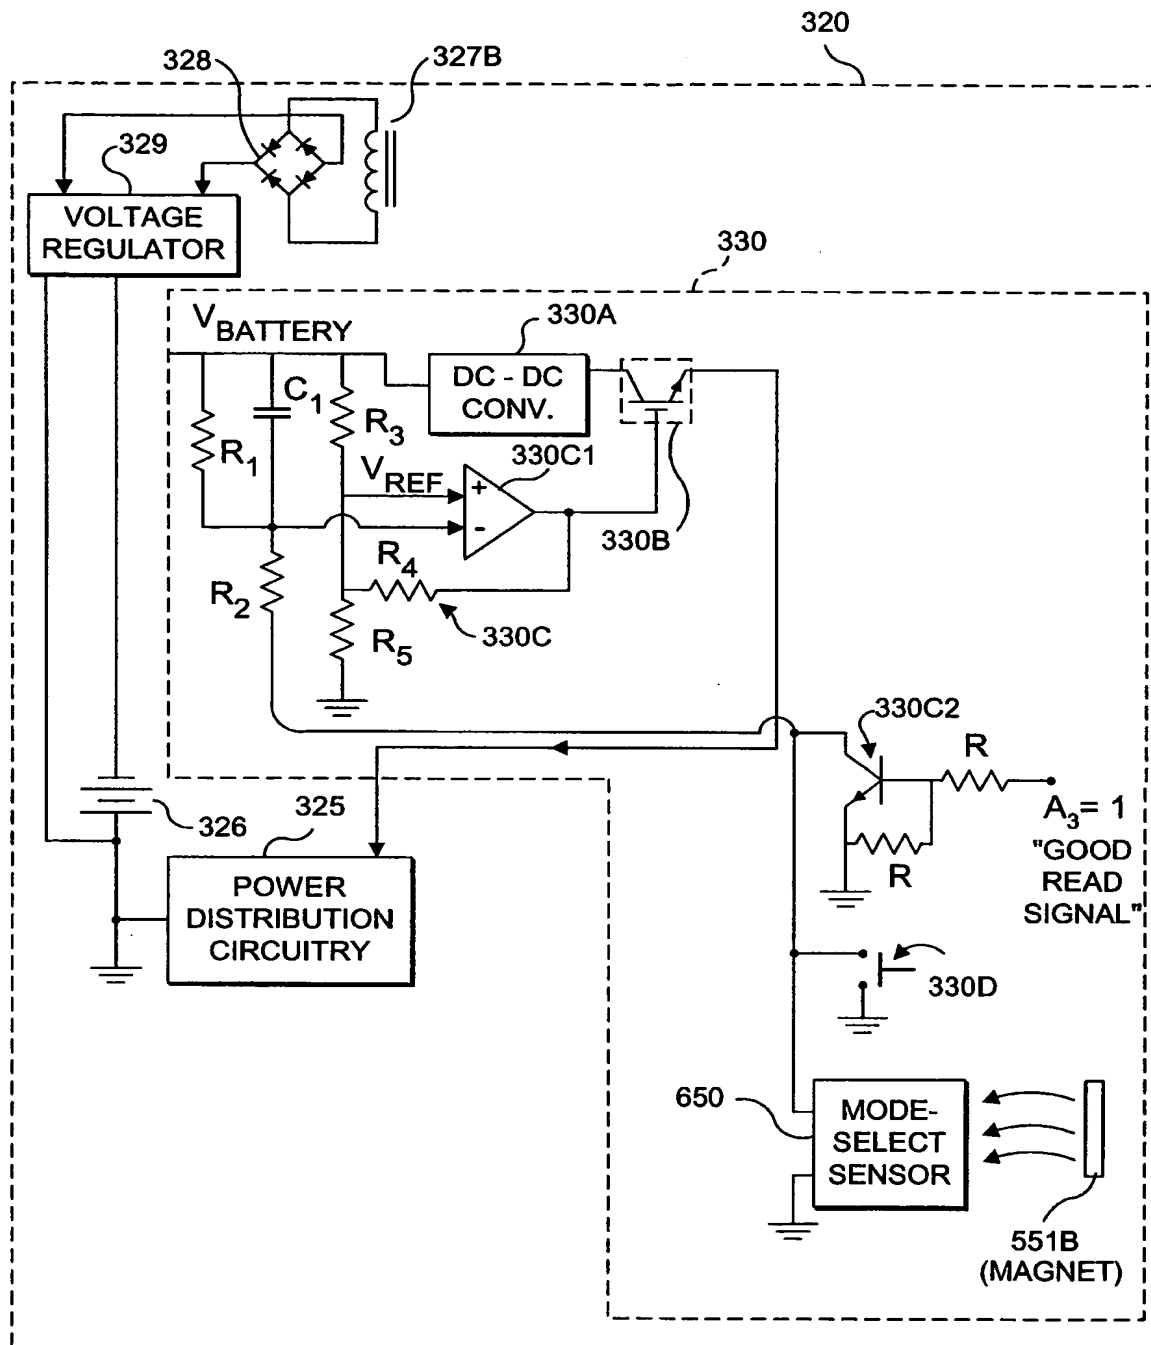 320
328
327B
329
VOLTAGE
REGULATOR
330
V BATTERY
330A
DC - DC
CONV.
C1
R3
R1
330C1
VREF
+
-
330B
R4
R2
330C
R5
330C2
R
A3= 1
"GOOD
READ
SIGNAL"
R
326
325
POWER
DISTRIBUTION
CIRCUITRY
330D
650
MODE-
SELECT
SENSOR
551B
(MAGNET)